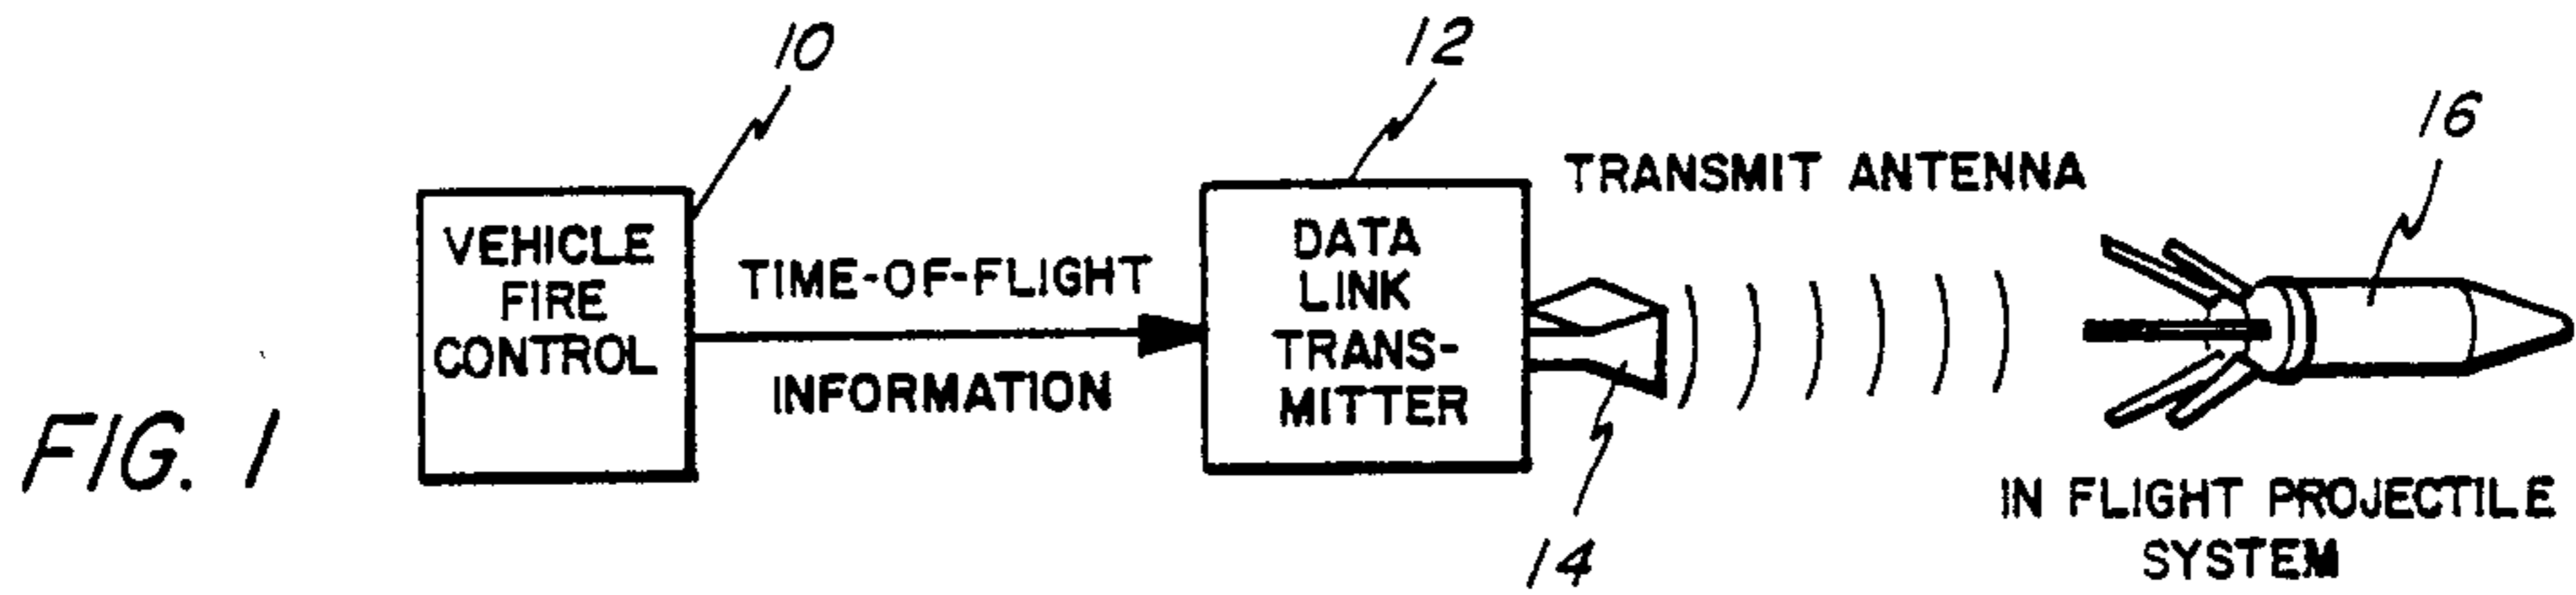 10
12
16
TRANSMIT ANTENNA
VEHICLE
FIRE
CONTROL
TIME-OF-FLIGHT
INFORMATION
DATA
LINK
TRANS-
MITTER
14
IN FLIGHT PROJECTILE
SYSTEM
FIG. 1